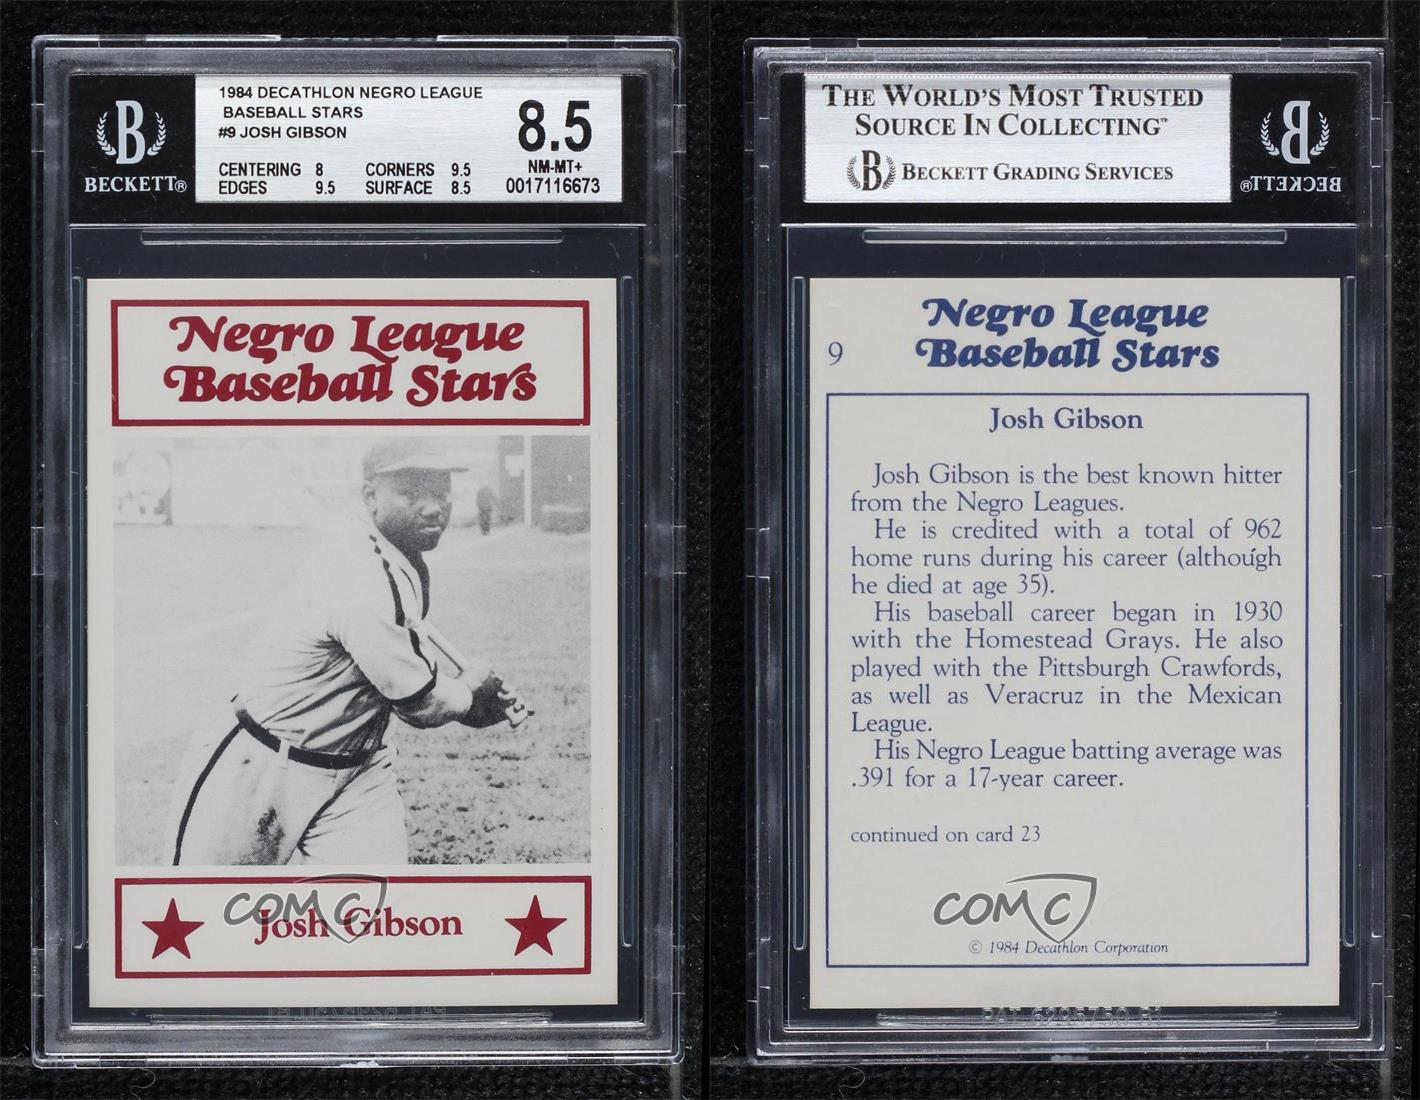 1984 DECATHLON NEGRO LEAGUE
BASEBALL STARS
#9 JOSH GIBSON
8.5
CENTERING 8 CORNERS 9.5
EDGES 9.5 SURFACE 8.5
NM-MT+
0017116673
B
BECKETT®
Negro League
Baseball Stars
Josh Gibson
COMC
THE WORLD'S MOST TRUSTED
SOURCE IN COLLECTING™
B BECKETT GRADING SERVICES
B
BECKETT®
Negro League
Baseball Stars
9
Josh Gibson
Josh Gibson is the best known hitter
from the Negro Leagues.
He is credited with a total of 962
home runs during his career (although
he died at age 35).
His baseball career began in 1930
with the Homestead Grays. He also
played with the Pittsburgh Crawfords,
as well as Veracruz in the Mexican
League.
His Negro League batting average was
.391 for a 17-year career.
continued on card 23
COMC
© 1984 Decathlon Corporation
PAT. 6295750 B1